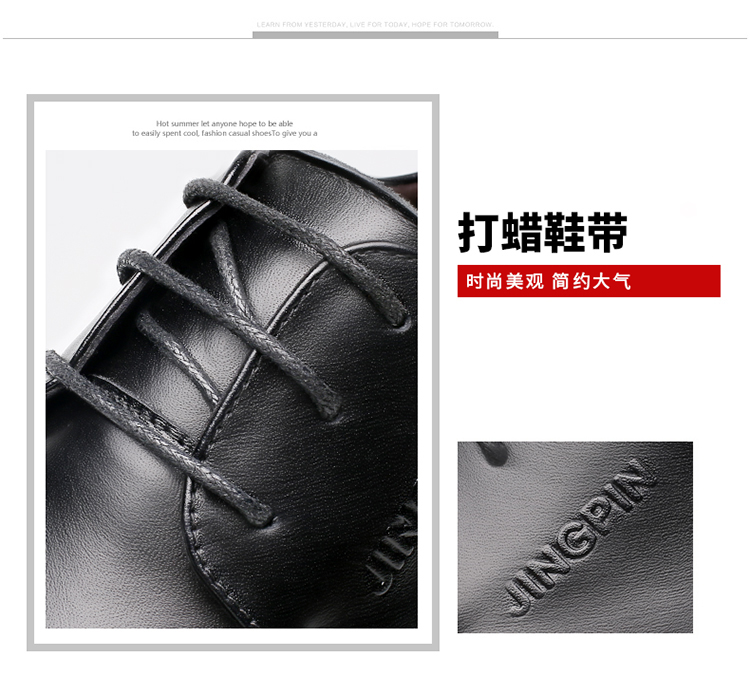 LEARN FROM YESTERDAY, LIVE FOR TODAY, HOPE FOR TOMORROW.
Hot summer let anyone hope to be able
to easily spent cool, fashion casual shoesTo give you a
打蜡鞋带
时尚美观 简约大气
JIN
JINGPIN